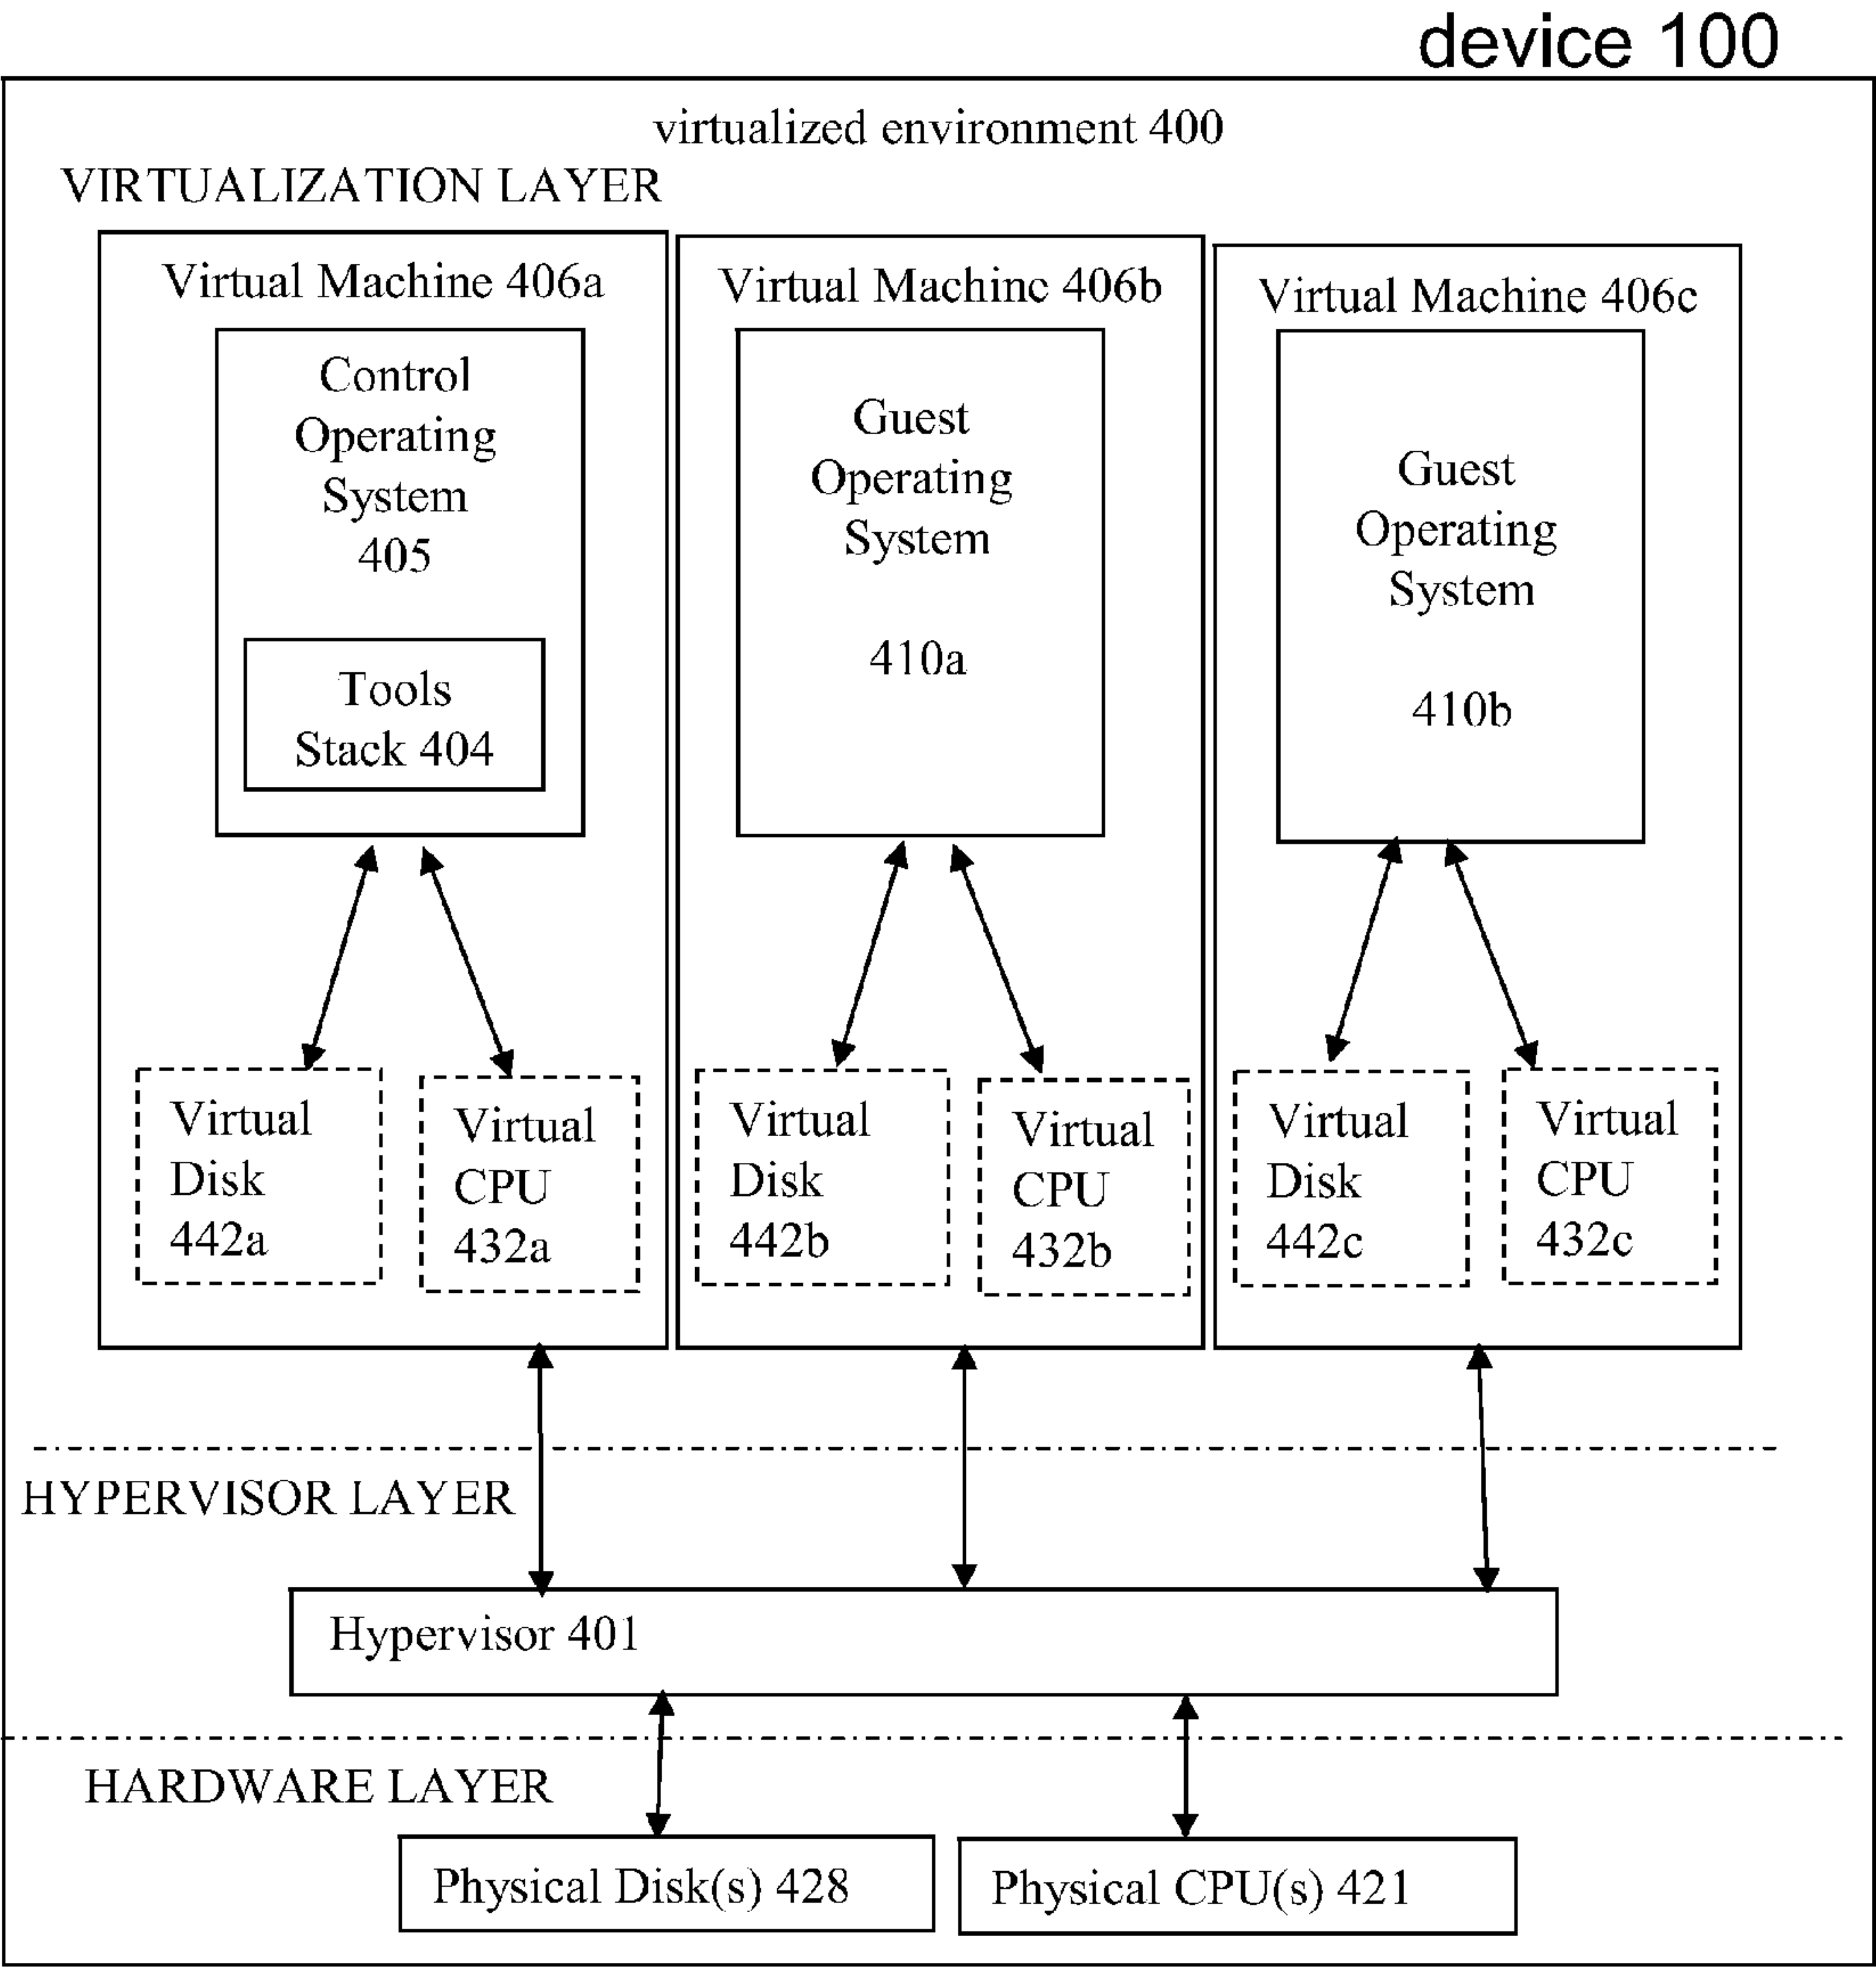 device 100
virtualized environment 400
VIRTUALIZATION LAYER
Virtual Machine 406a
Control
Operating
System
405
Tools
Stack 404
Virtual
Disk
442a
Virtual
CPU
432a
Virtual Machine 406b
Guest
Operating
System
410a
Virtual
Disk
442b
Virtual
CPU
432b
Virtual Machine 406c
Guest
Operating
System
410b
Virtual
Disk
442c
Virtual
CPU
432c
HYPERVISOR LAYER
Hypervisor 401
HARDWARE LAYER
Physical Disk(s) 428
Physical CPU(s) 421